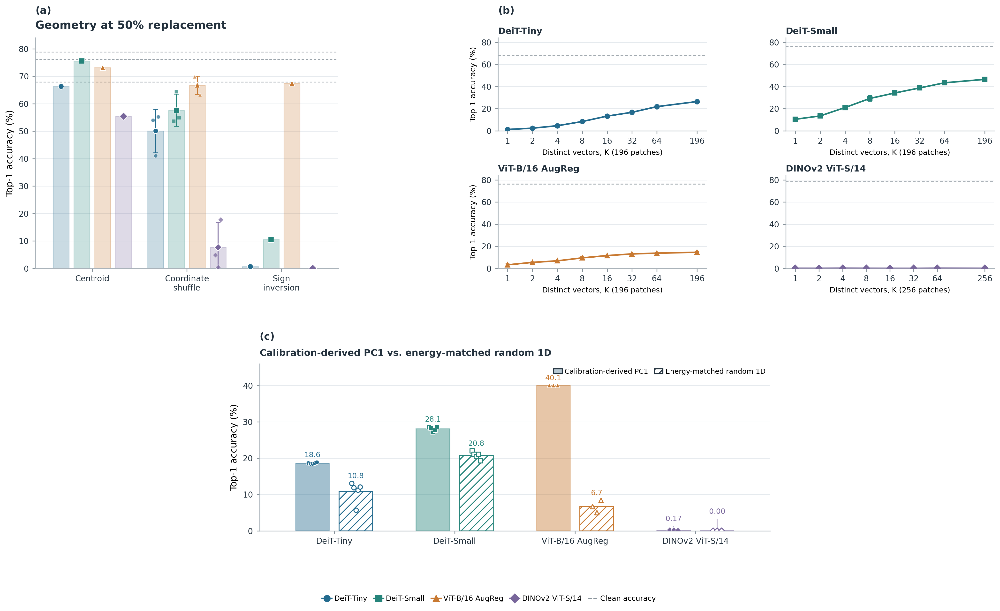 (a)
Geometry at 50% replacement
Top-1 accuracy (%)
80
70
60
50
40
30
20
10
0
Centroid
Coordinate
shuffle
Sign
inversion
(b)
DeiT-Tiny
Top-1 accuracy (%)
80
60
40
20
0
1 2 4 8 16 32 64 196
Distinct vectors, K (196 patches)
DeiT-Small
80
60
40
20
0
1 2 4 8 16 32 64 196
Distinct vectors, K (196 patches)
ViT-B/16 AugReg
Top-1 accuracy (%)
80
60
40
20
0
1 2 4 8 16 32 64 196
Distinct vectors, K (196 patches)
DINOv2 ViT-S/14
80
60
40
20
0
1 2 4 8 16 32 64 256
Distinct vectors, K (256 patches)
(c)
Calibration-derived PC1 vs. energy-matched random 1D
Calibration-derived PC1 Energy-matched random 1D
Top-1 accuracy (%)
40
30
20
10
0
18.6
10.8
28.1
20.8
40.1
6.7
0.17
0.00
DeiT-Tiny
DeiT-Small
ViT-B/16 AugReg
DINOv2 ViT-S/14
DeiT-Tiny DeiT-Small ViT-B/16 AugReg DINOv2 ViT-S/14 Clean accuracy